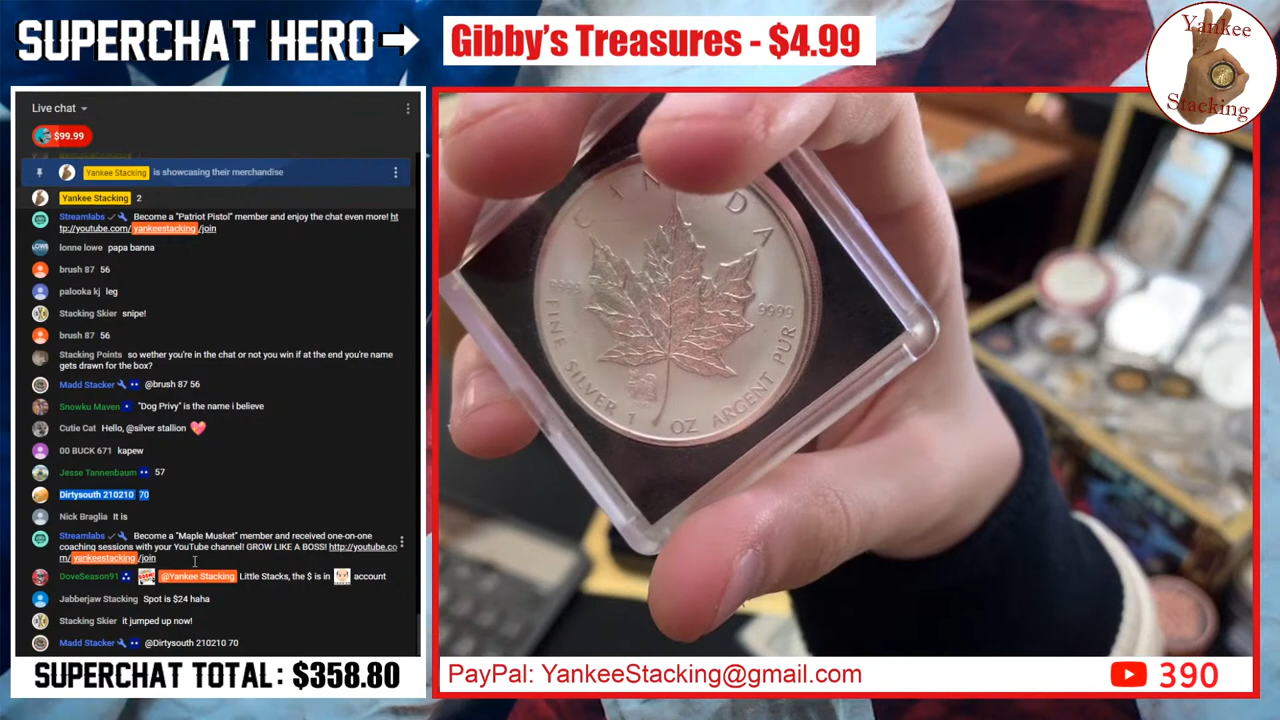 SUPERCHAT HERO
Gibby's Treasures - $4.99
Yankee
Stacking
Live chat
$99.99
Yankee Stacking is showcasing their merchandise
Yankee Stacking 2
Streamlabs Become a "Patriot Pistol" member and enjoy the chat even more! ht
tp://youtube.com/ yankeestacking /join
lonne lowe papa banna
brush 87 56
palooka kj leg
Stacking Skier snipe!
brush 87 56
Stacking Points so wether you're in the chat or not you win if at the end you're name
gets drawn for the box?
Madd Stacker @brush 87 56
Snowku Maven "Dog Privy" is the name i believe
Cutie Cat Hello, @silver stallion
00 BUCK 671 kapew
Jesse Tannenbaum 57
Dirtysouth 210210 70
Nick Braglia It is
Streamlabs Become a "Maple Musket" member and received one-on-one
coaching sessions with your YouTube channel! GROW LIKE A BOSS! http://youtube.co
m/ yankeestacking /join
DoveSeason91 @Yankee Stacking Little Stacks, the $ is in account
Jabberjaw Stacking Spot is $24 haha
Stacking Skier it jumped up now!
Madd Stacker @Dirtysouth 210210 70
SUPERCHAT TOTAL: $358.80
CANADA
9999 9999
FINE SILVER 1 OZ ARGENT PUR
PayPal: YankeeStacking@gmail.com
390